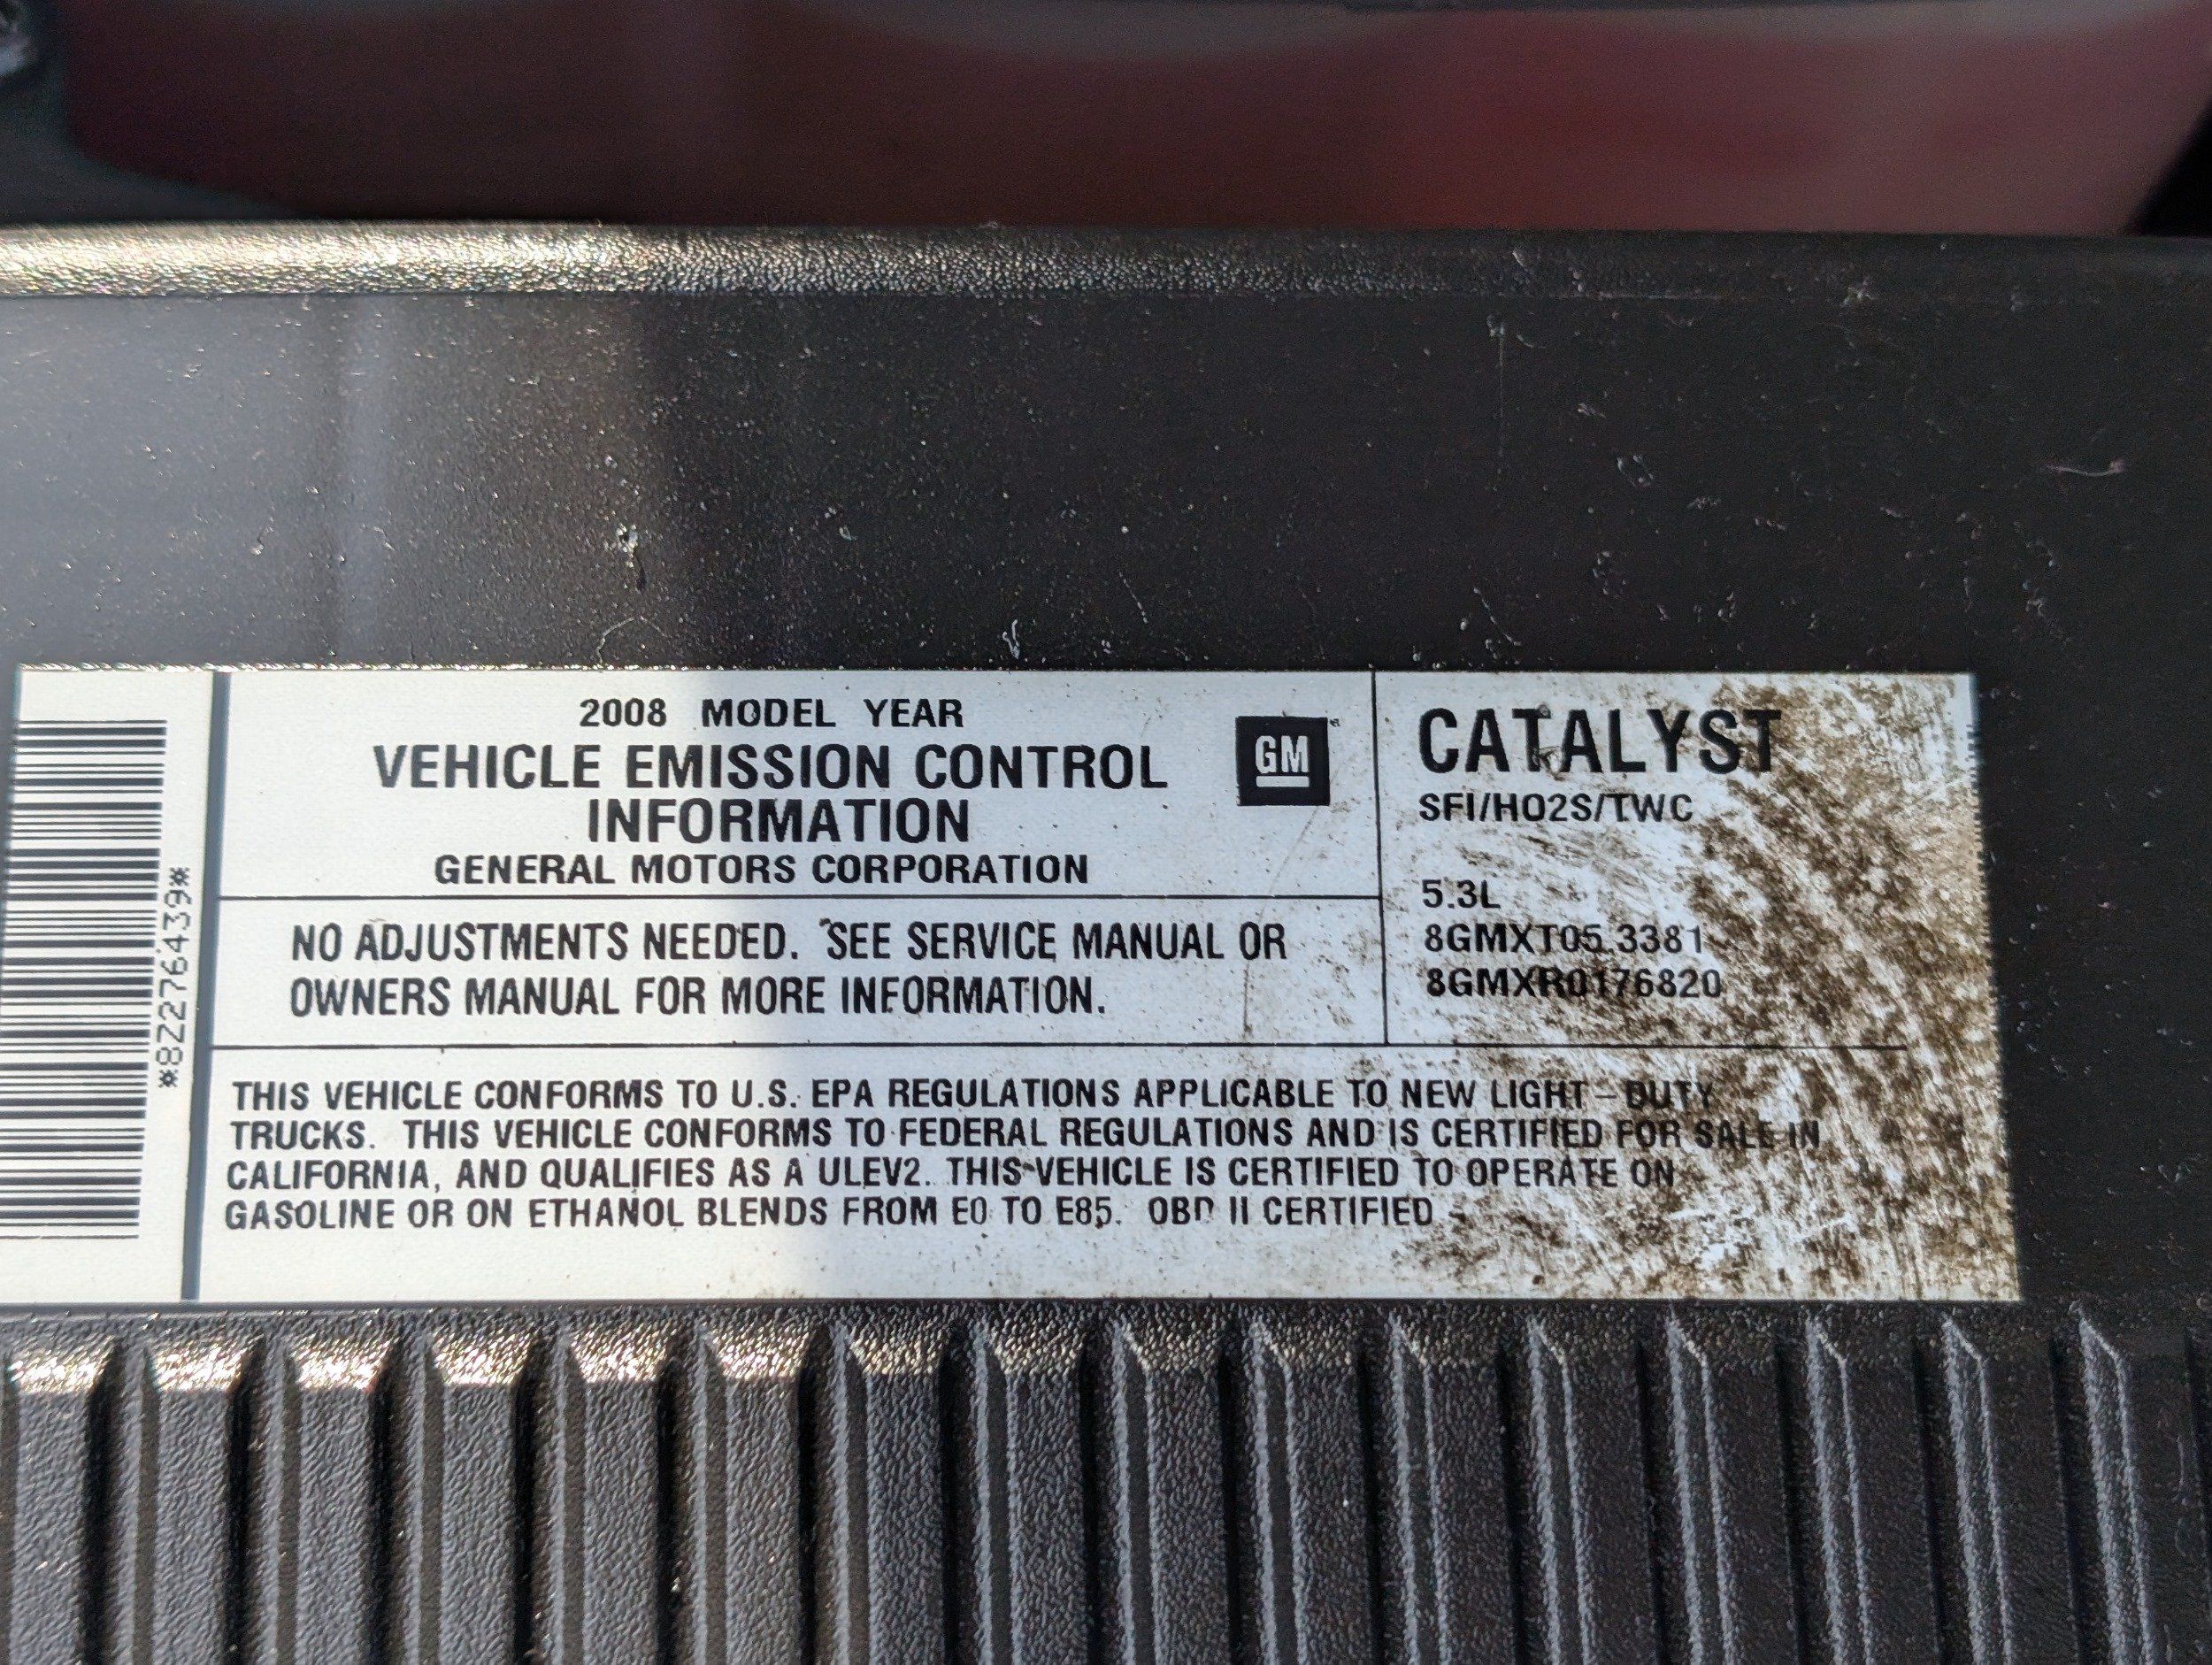 2008 MODEL YEAR
VEHICLE EMISSION CONTROL
INFORMATION
GENERAL MOTORS CORPORATION
GM
NO ADJUSTMENTS NEEDED. SEE SERVICE MANUAL OR
OWNERS MANUAL FOR MORE INFORMATION.
CATALYST
SFI/HO2S/TWC
5.3L
8GMXT05.3381
8GMXR0176820
THIS VEHICLE CONFORMS TO U.S. EPA REGULATIONS APPLICABLE TO NEW LIGHT - DUTY
TRUCKS. THIS VEHICLE CONFORMS TO FEDERAL REGULATIONS AND IS CERTIFIED FOR SALE IN
CALIFORNIA, AND QUALIFIES AS A ULEV2. THIS VEHICLE IS CERTIFIED TO OPERATE ON
GASOLINE OR ON ETHANOL BLENDS FROM E0 TO E85. OBD II CERTIFIED
*8Z276439*